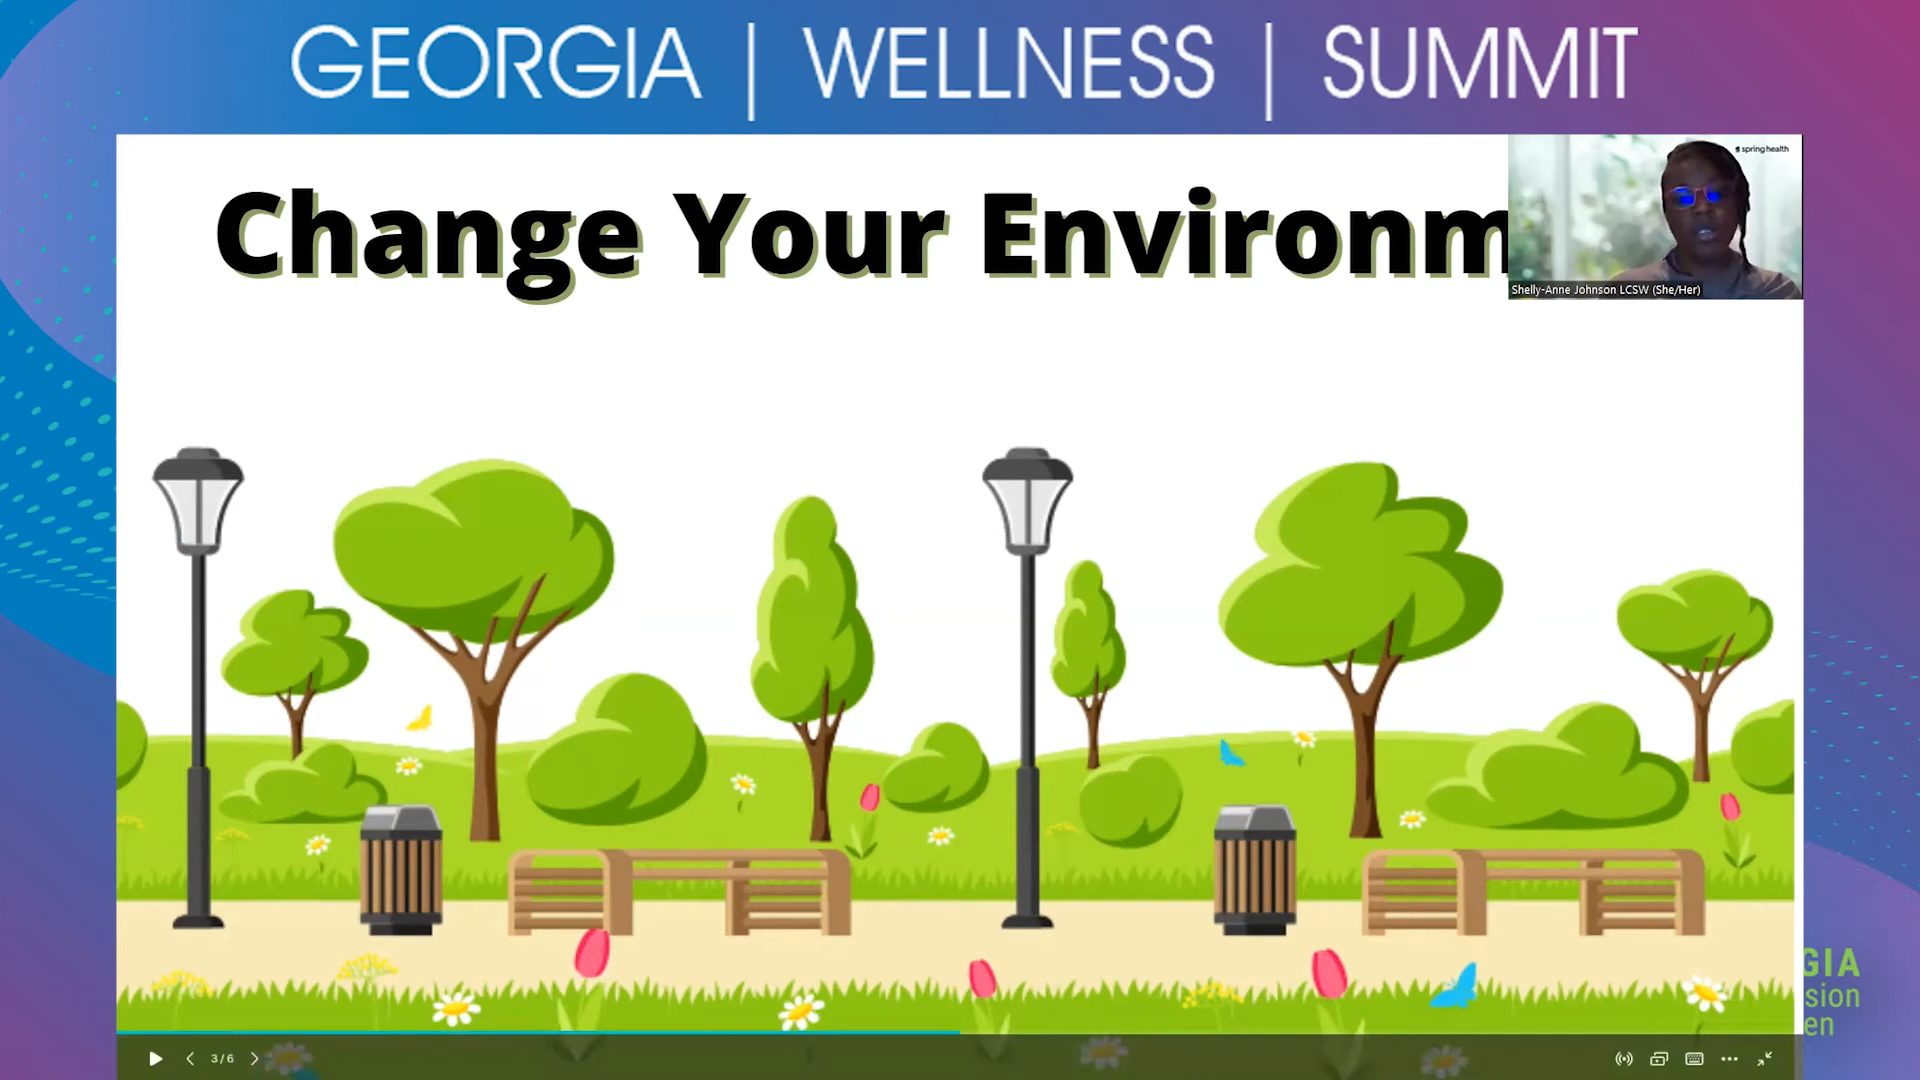 GEORGIA | WELLNESS | SUMMIT
Change Your Environm
spring health
Shelly-Anne Johnson LCSW (She/Her)
GIA
sion
en
3 / 6